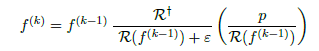 f^{(k)} = f^{(k-1)} \frac{\mathcal{R}^{\dagger}}{\mathcal{R}(f^{(k-1)}) + \varepsilon} \left( \frac{p}{\mathcal{R}(f^{(k-1)})} \right)